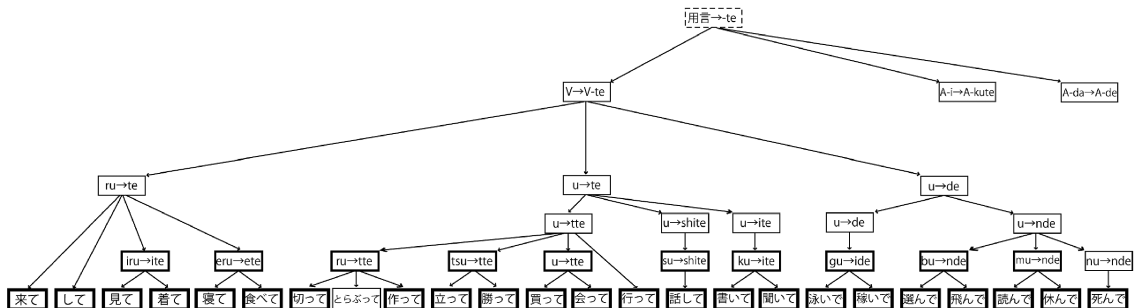 用言→-te
V→V-te
A-i→A-kute
A-da→A-de
ru→te
u→te
u→de
u→tte
u→shite
u→ite
u→de
u→nde
iru→ite
eru→ete
ru→tte
tsu→tte
u→tte
su→shite
ku→ite
gu→ide
bu→nde
mu→nde
nu→nde
来て
して
見て
着て
寝て
食べて
切って
とらぶって
作って
立って
勝って
買って
会って
行って
話して
書いて
聞いて
泳いで
稼いで
選んで
飛んで
読んで
休んで
死んで